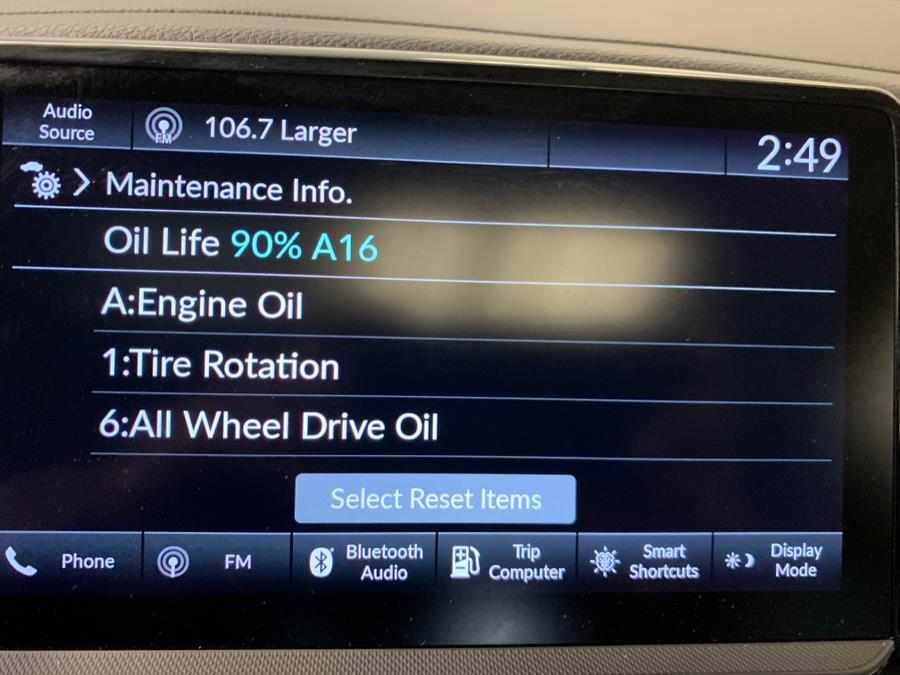 Audio
Source
FM
106.7 Larger
2:49
Maintenance Info.
Oil Life 90% A16
A:Engine Oil
1:Tire Rotation
6:All Wheel Drive Oil
Select Reset Items
Phone
FM
Bluetooth
Audio
Trip
Computer
Smart
Shortcuts
Display
Mode